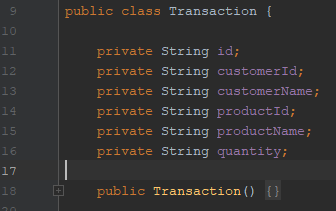 9 public class Transaction {
10
11 private String id;
12 private String customerId;
13 private String customerName;
14 private String productId;
15 private String productName;
16 private String quantity;
17
18 public Transaction() {}